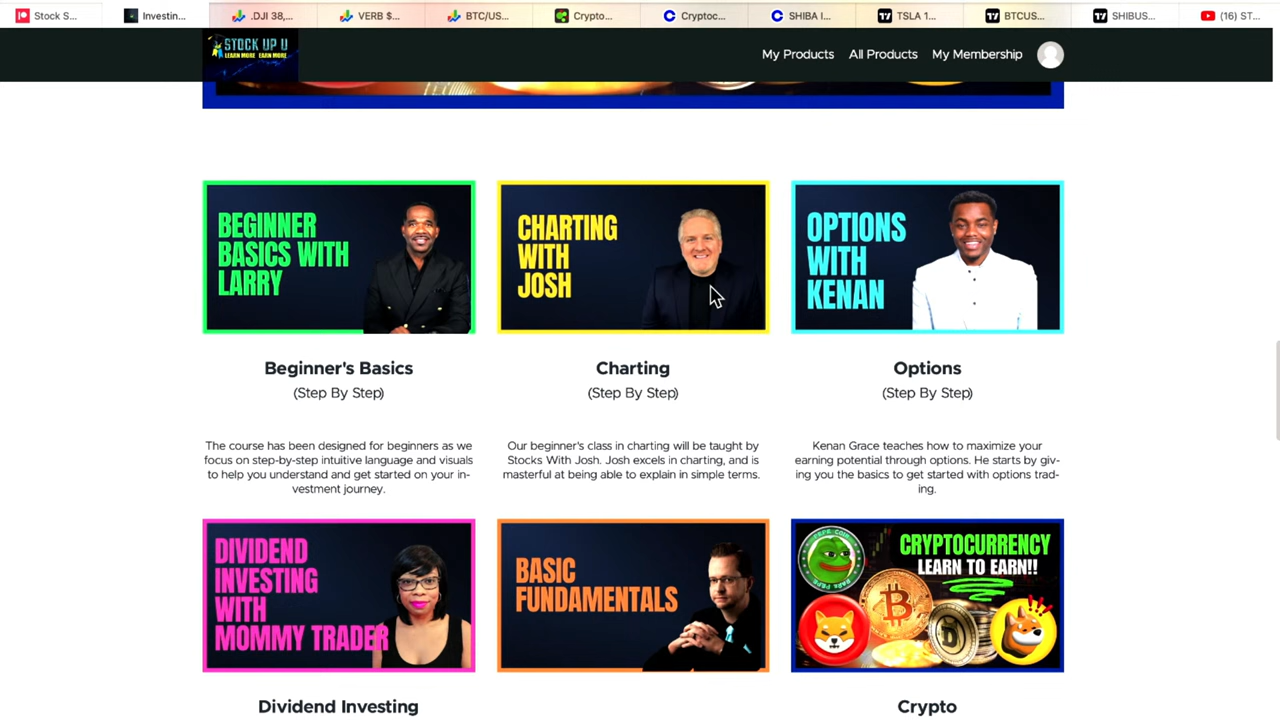 Stock S...
Investin...
.DJI 38,...
VERB $...
BTC/US...
Crypto...
Cryptoc...
SHIBA I...
TSLA 1...
BTCUS...
SHIBUS...
(16) ST...
STOCK UP U
LEARN MORE EARN MORE
My Products
All Products
My Membership
BEGINNER
BASICS WITH
LARRY
CHARTING
WITH
JOSH
OPTIONS
WITH
KENAN
Beginner's Basics
(Step By Step)
Charting
(Step By Step)
Options
(Step By Step)
The course has been designed for beginners as we
focus on step-by-step intuitive language and visuals
to help you understand and get started on your in-
vestment journey.
Our beginner's class in charting will be taught by
Stocks With Josh. Josh excels in charting, and is
masterful at being able to explain in simple terms.
Kenan Grace teaches how to maximize your
earning potential through options. He starts by giv-
ing you the basics to get started with options trad-
ing.
DIVIDEND
INVESTING
WITH
MOMMY TRADER
BASIC
FUNDAMENTALS
CRYPTOCURRENCY
LEARN TO EARN!!
Dividend Investing
Crypto